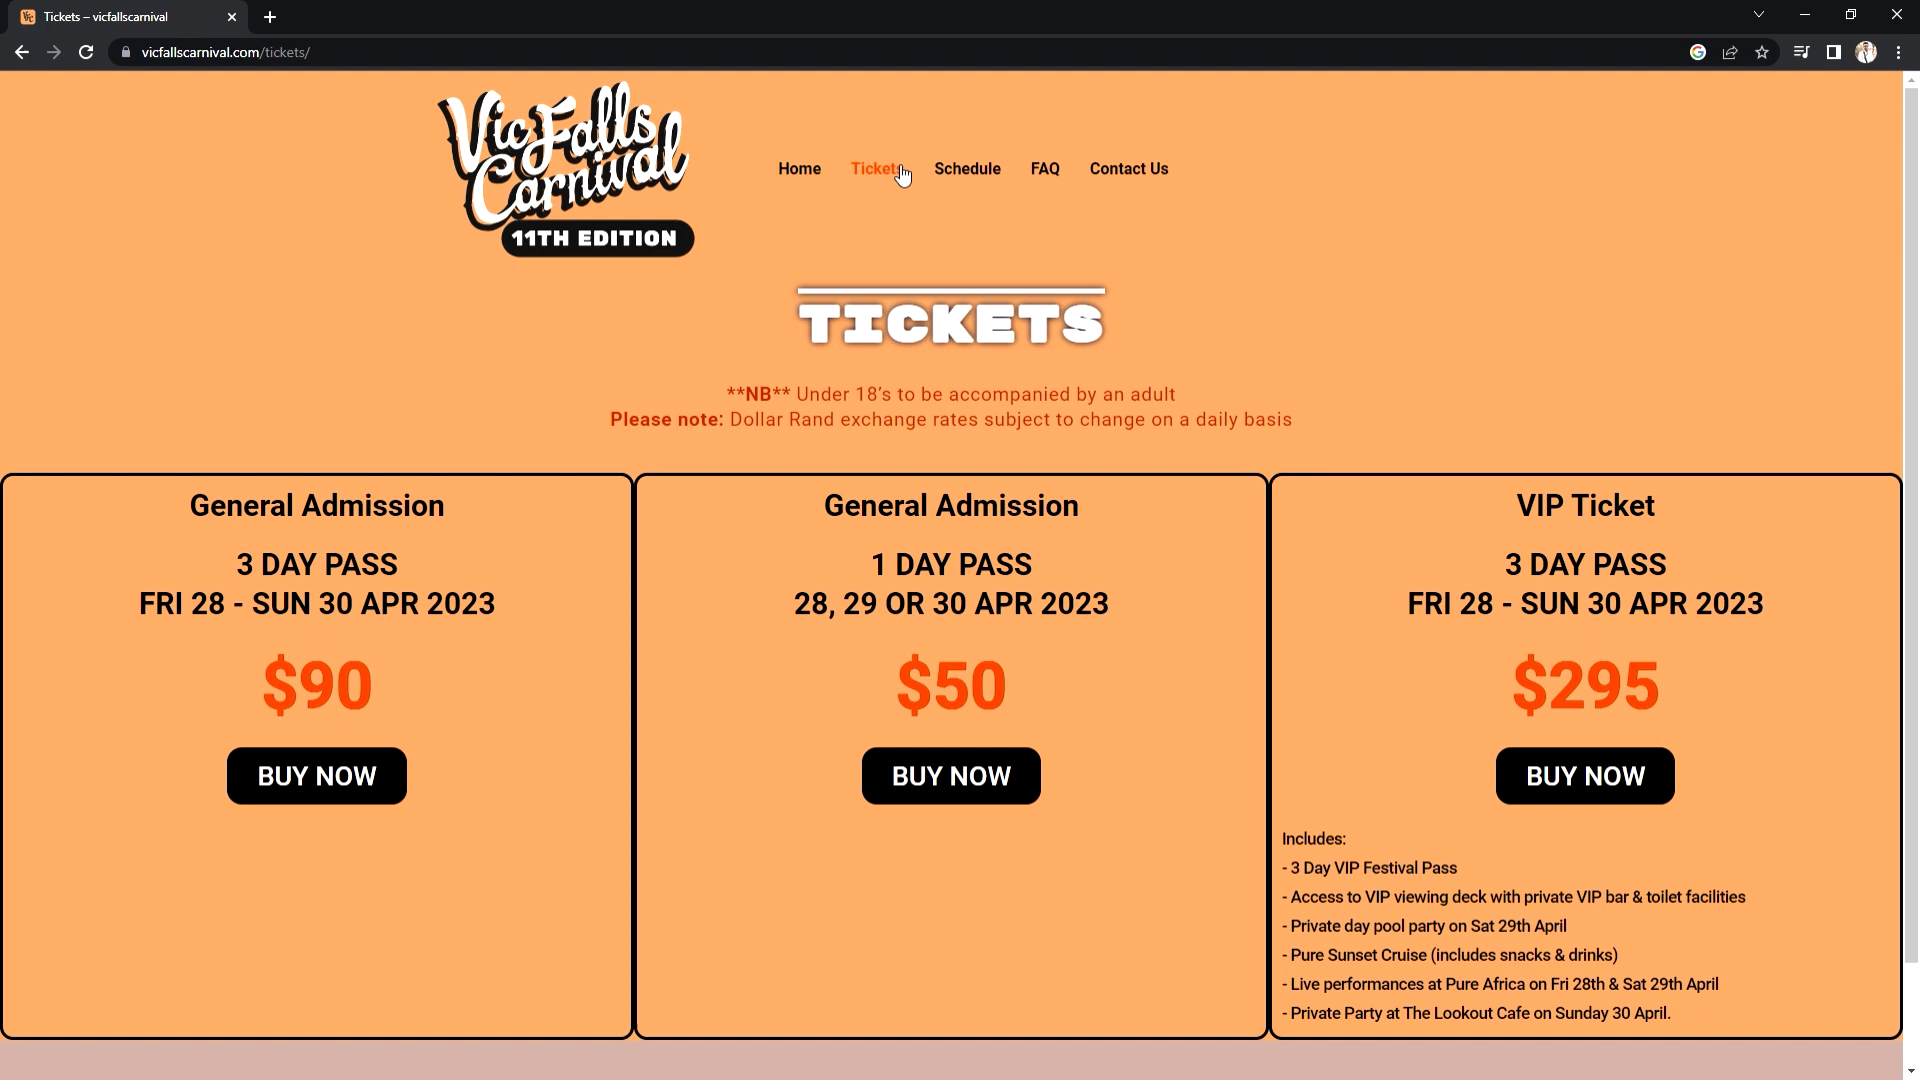 Tickets – vicfallscarnival
vicfallscarnival.com/tickets/
VicFalls
Carnival
11TH EDITION
Home Tickets Schedule FAQ Contact Us
TICKETS
**NB** Under 18’s to be accompanied by an adult
Please note: Dollar Rand exchange rates subject to change on a daily basis
General Admission
3 DAY PASS
FRI 28 - SUN 30 APR 2023
$90
BUY NOW
General Admission
1 DAY PASS
28, 29 OR 30 APR 2023
$50
BUY NOW
VIP Ticket
3 DAY PASS
FRI 28 - SUN 30 APR 2023
$295
BUY NOW
Includes:
- 3 Day VIP Festival Pass
- Access to VIP viewing deck with private VIP bar & toilet facilities
- Private day pool party on Sat 29th April
- Pure Sunset Cruise (includes snacks & drinks)
- Live performances at Pure Africa on Fri 28th & Sat 29th April
- Private Party at The Lookout Cafe on Sunday 30 April.